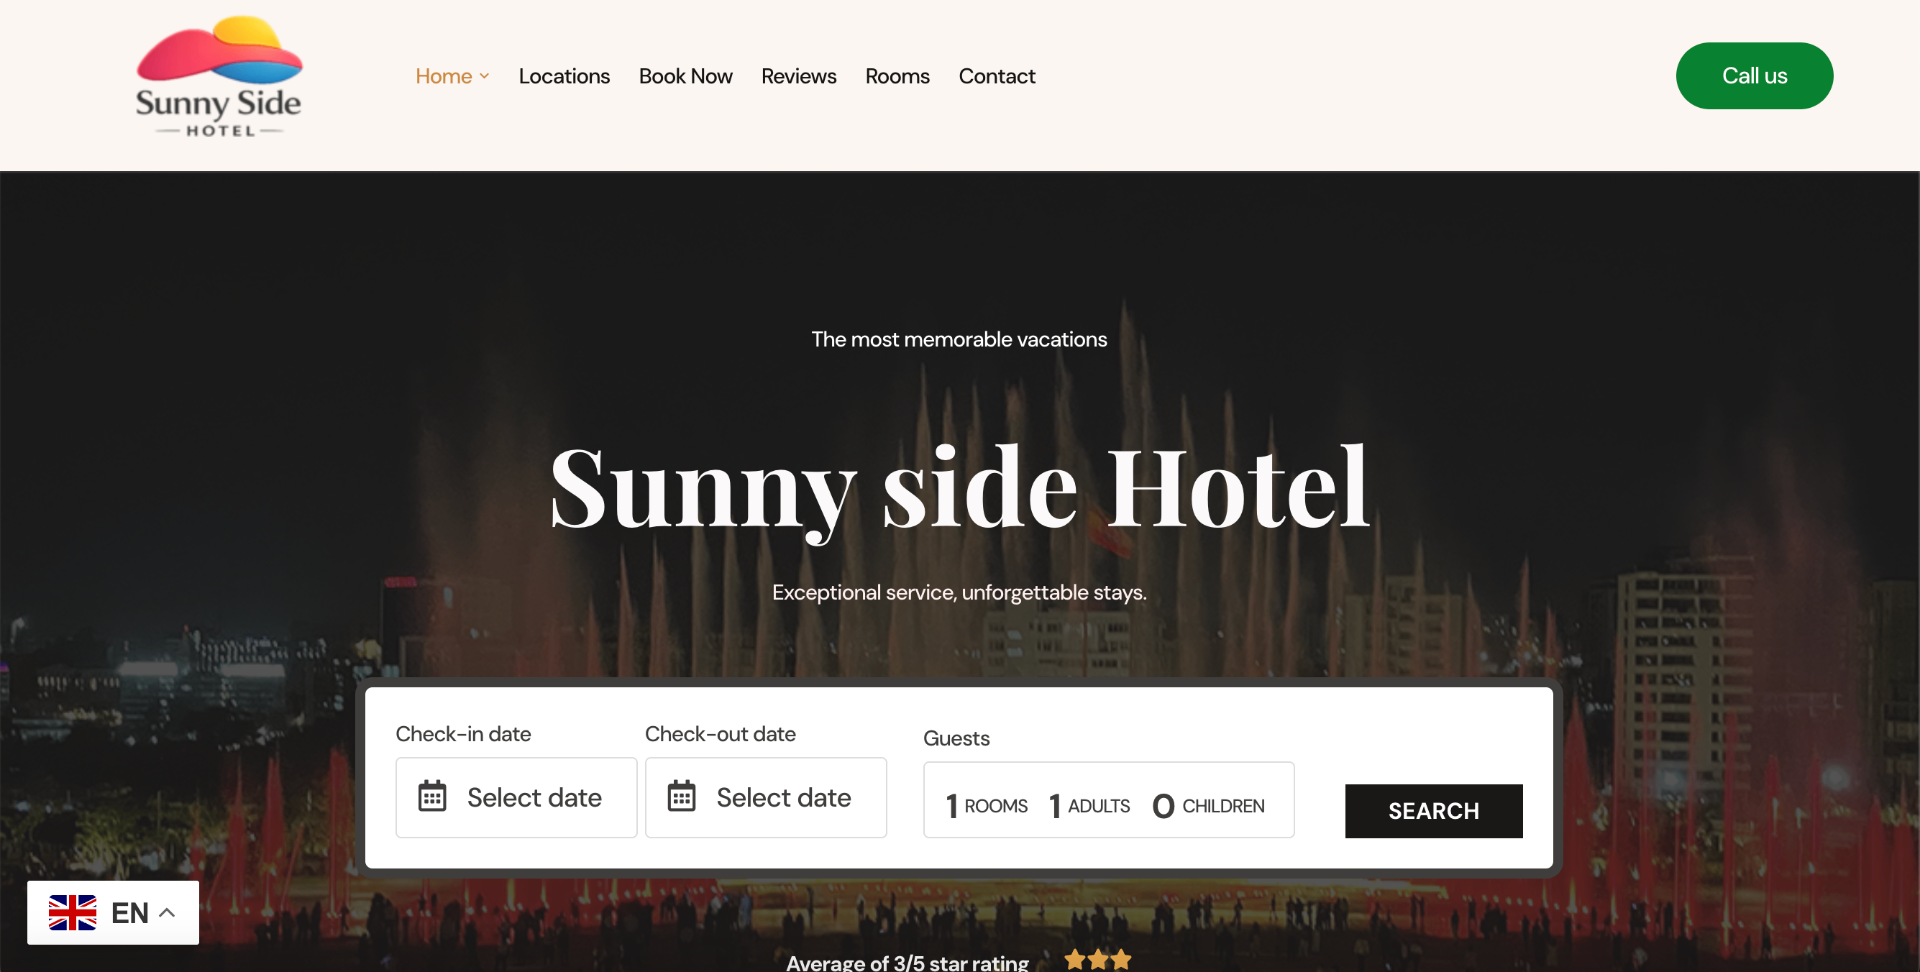 Sunny Side
HOTEL
Home
Locations
Book Now
Reviews
Rooms
Contact
Call us
The most memorable vacations
Sunny side Hotel
Exceptional service, unforgettable stays.
Check-in date
Check-out date
Guests
Select date
Select date
1 ROOMS 1 ADULTS 0 CHILDREN
SEARCH
EN
Average of 3/5 star rating